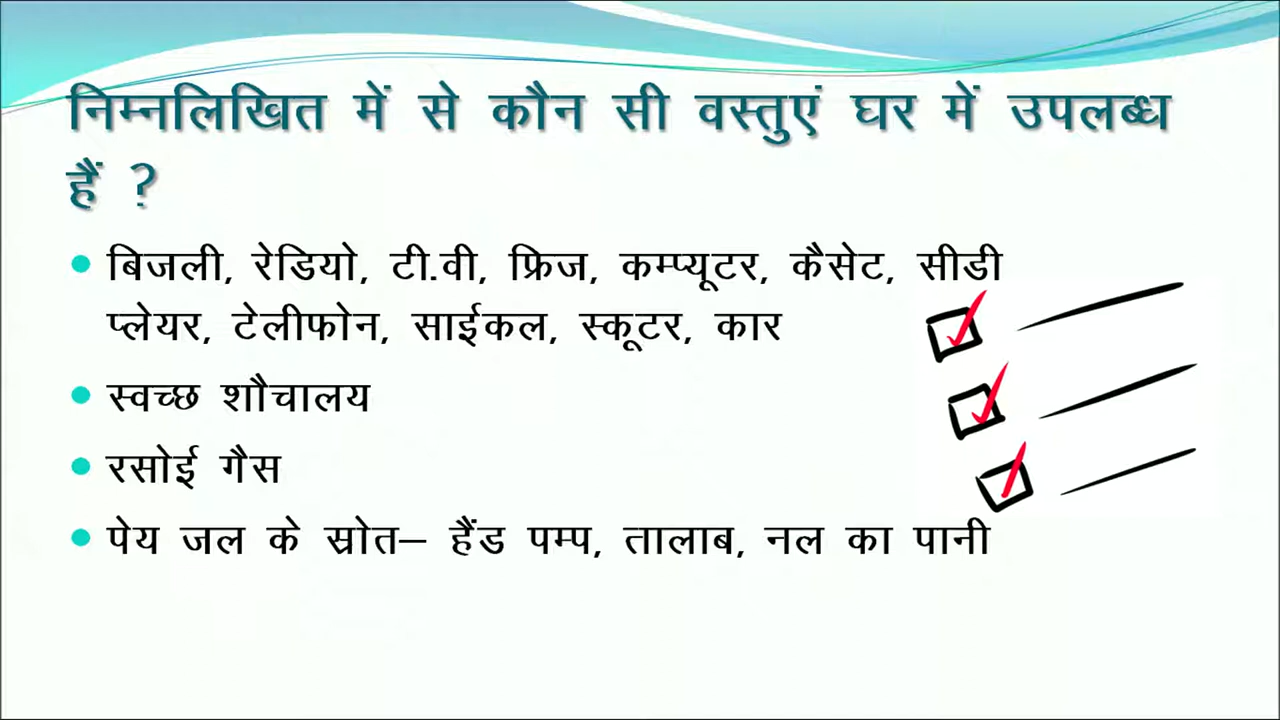 निम्नलिखित में से कौन सी वस्तुएं घर में उपलब्ध
हैं ?
बिजली, रेडियो, टी.वी, फ्रिज, कम्प्यूटर, कैसेट, सीडी
प्लेयर, टेलीफोन, साईकल, स्कूटर, कार
स्वच्छ शौचालय
रसोई गैस
पेय जल के स्रोत– हैंड पम्प, तालाब, नल का पानी